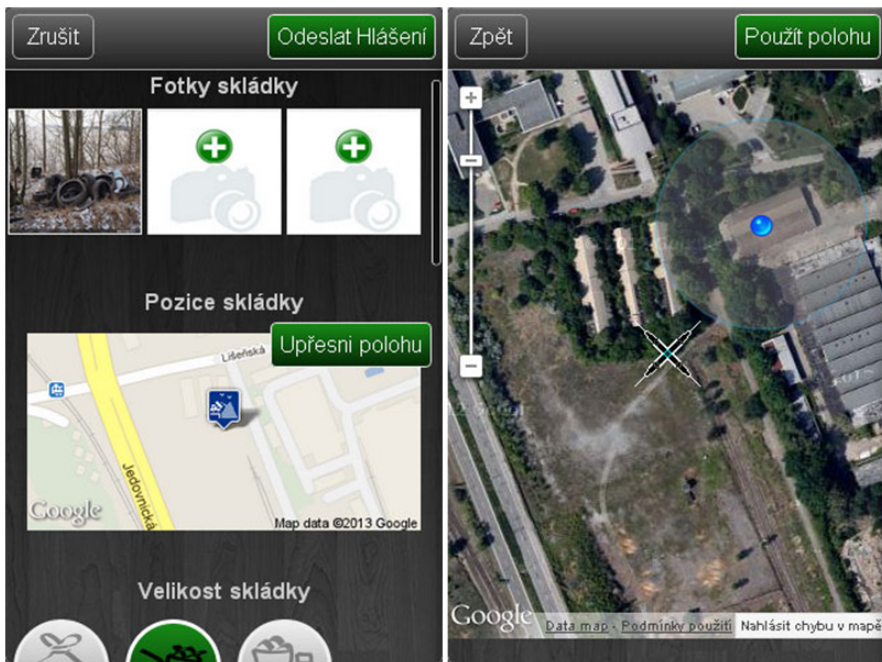 Zrušit
Odeslat Hlášení
Fotky skládky
Pozice skládky
Upřesni polohu
Líšeňská
Jedovnická
Google
Map data ©2013 Google
Velikost skládky
Zpět
Použít polohu
Google
Data map - Podmínky použití
Nahlásit chybu v mapě